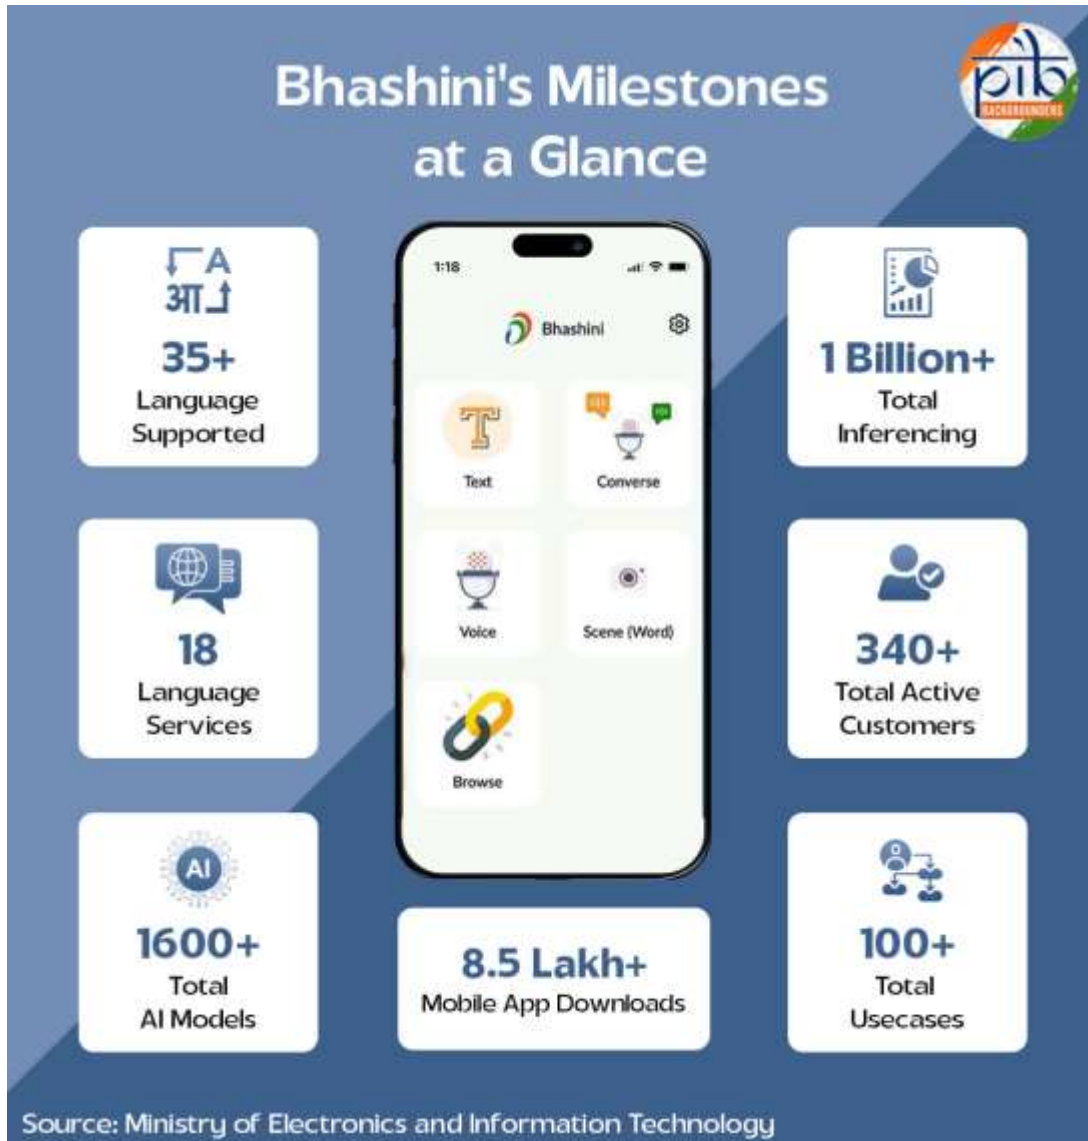 Bhashini's Milestones
at a Glance
pib
BACKGROUNDERS
A
आ
35+
Language
Supported
18
Language
Services
AI
1600+
Total
AI Models
1:18
Bhashini
T
Text
Converse
Voice
Scene (Word)
Browse
8.5 Lakh+
Mobile App Downloads
1 Billion+
Total
Inferencing
340+
Total Active
Customers
100+
Total
Usecases
Source: Ministry of Electronics and Information Technology